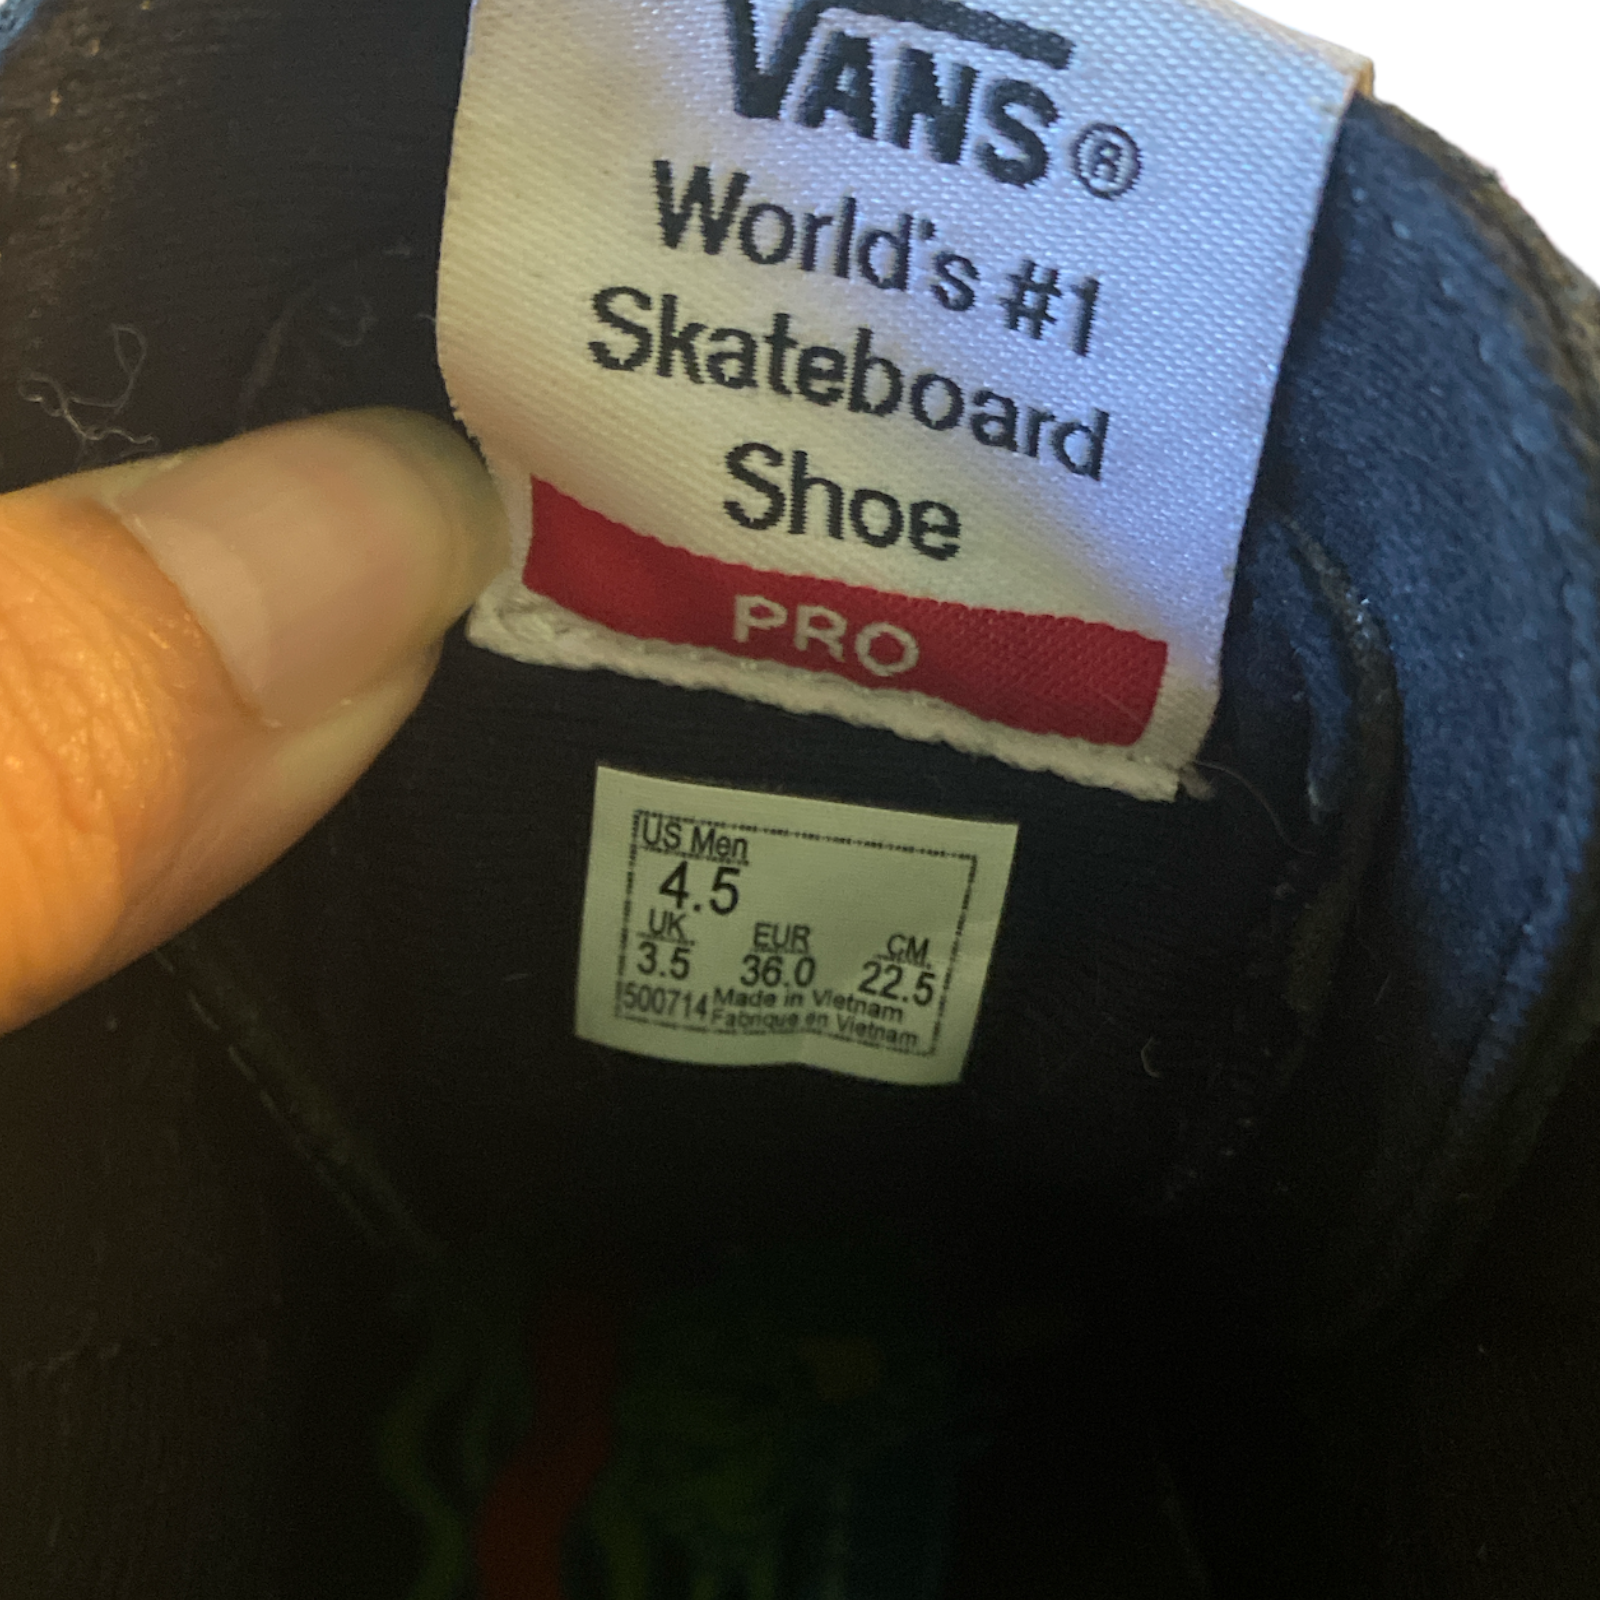 VANS®
World's #1
Skateboard
Shoe
PRO
US Men
4.5
UK EUR CM
3.5 36.0 22.5
500714 Made in Vietnam
Fabrique en Vietnam